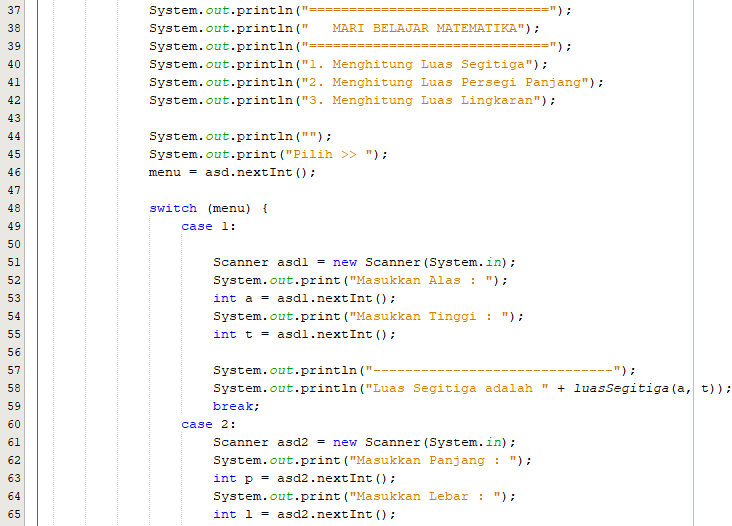 37 System.out.println("==============================");
38 System.out.println("   MARI BELAJAR MATEMATIKA");
39 System.out.println("==============================");
40 System.out.println("1. Menghitung Luas Segitiga");
41 System.out.println("2. Menghitung Luas Persegi Panjang");
42 System.out.println("3. Menghitung Luas Lingkaran");
43
44 System.out.println("");
45 System.out.print("Pilih >> ");
46 menu = asd.nextInt();
47
48 switch (menu) {
49 case 1:
50
51 Scanner asd1 = new Scanner(System.in);
52 System.out.print("Masukkan Alas : ");
53 int a = asd1.nextInt();
54 System.out.print("Masukkan Tinggi : ");
55 int t = asd1.nextInt();
56
57 System.out.println("------------------------------");
58 System.out.println("Luas Segitiga adalah " + luasSegitiga(a, t));
59 break;
60 case 2:
61 Scanner asd2 = new Scanner(System.in);
62 System.out.print("Masukkan Panjang : ");
63 int p = asd2.nextInt();
64 System.out.print("Masukkan Lebar : ");
65 int l = asd2.nextInt();